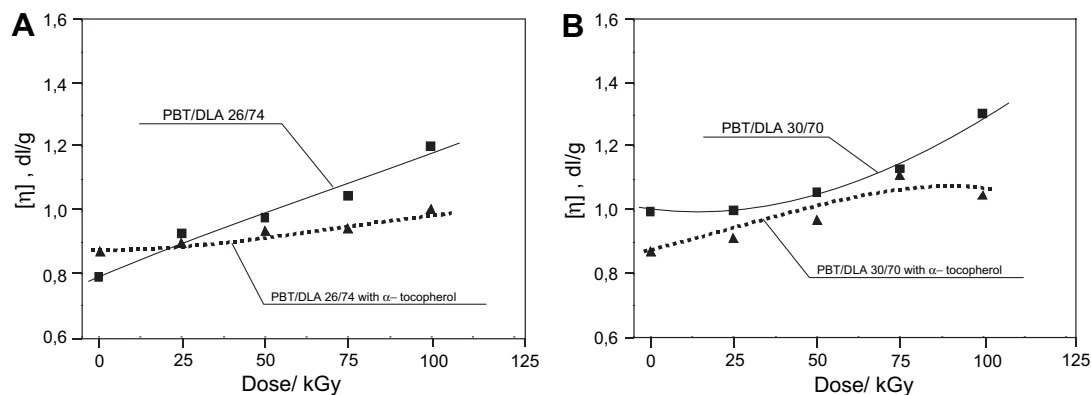 A
1,6
1,4
1,2
1,0
0,8
0,6
[η] , dl/g
PBT/DLA 26/74
PBT/DLA 26/74 with α– tocopherol
0
25
50
75
100
125
Dose/ kGy
B
1,6
1,4
1,2
1,0
0,8
0,6
[η] , dl/g
PBT/DLA 30/70
PBT/DLA 30/70 with α– tocopherol
0
25
50
75
100
125
Dose/ kGy